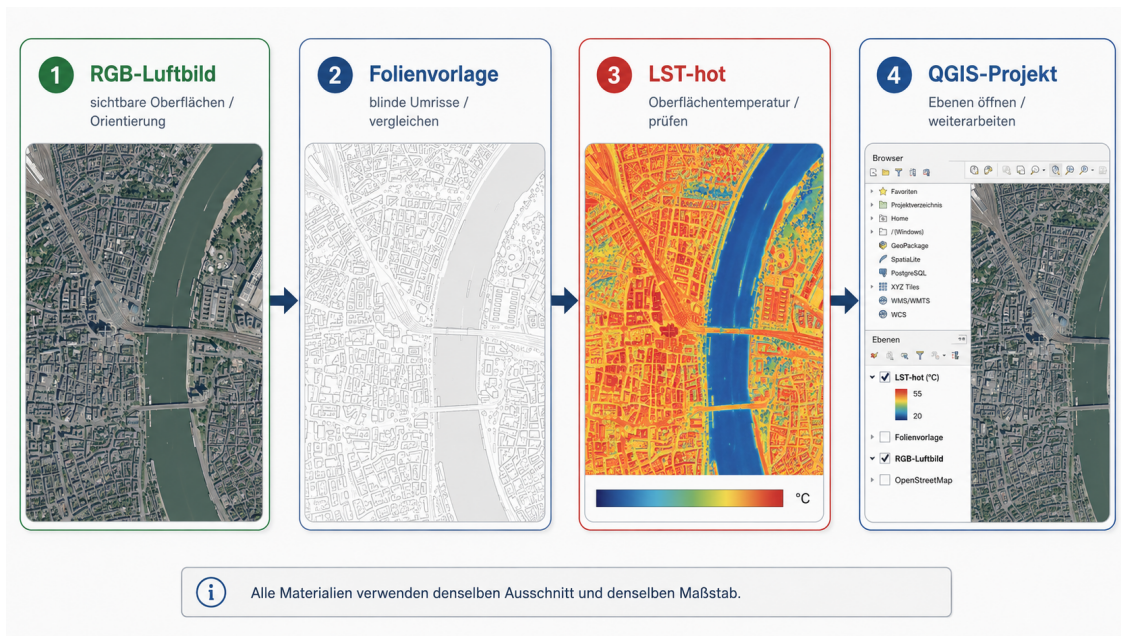 1
RGB-Luftbild
sichtbare Oberflächen /
Orientierung
2
Folienvorlage
blinde Umrisse /
vergleichen
3
LST-hot
Oberflächentemperatur /
prüfen
°C
4
QGIS-Projekt
Ebenen öffnen /
weiterarbeiten
Browser
Favoriten
Projektverzeichnis
Home
/(Windows)
GeoPackage
SpatiaLite
PostgreSQL
XYZ Tiles
WMS/WMTS
WCS
Ebenen
LST-hot (°C)
55
20
Folienvorlage
RGB-Luftbild
OpenStreetMap
i
Alle Materialien verwenden denselben Ausschnitt und denselben Maßstab.